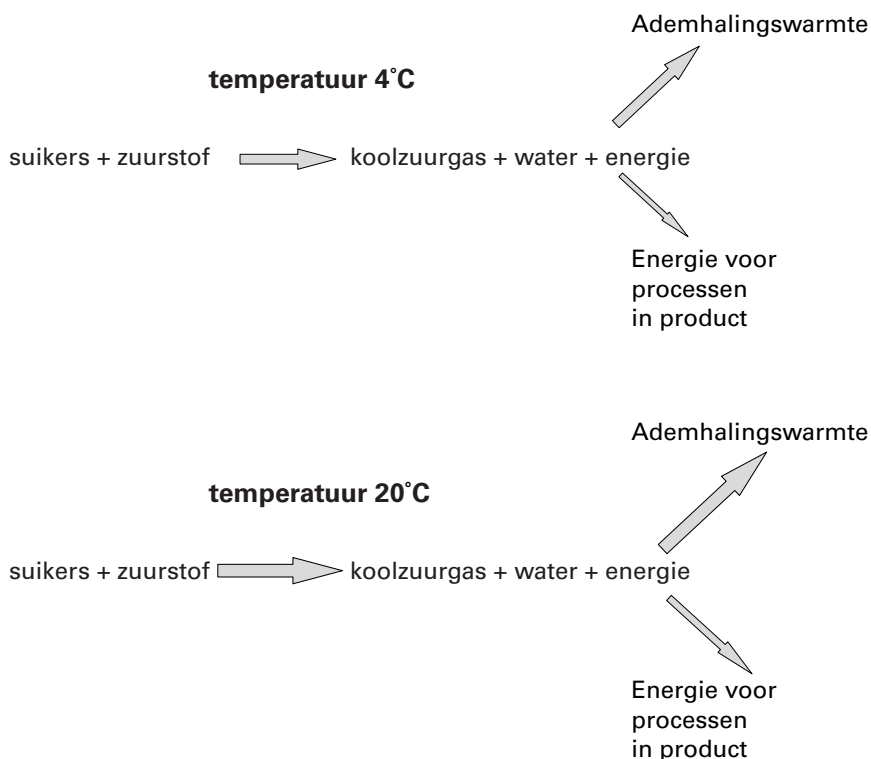 Ademhalingswarmte
temperatuur 4˚C
suikers + zuurstof koolzuurgas + water + energie
Energie voor
processen
in product
Ademhalingswarmte
temperatuur 20˚C
suikers + zuurstof koolzuurgas + water + energie
Energie voor
processen
in product